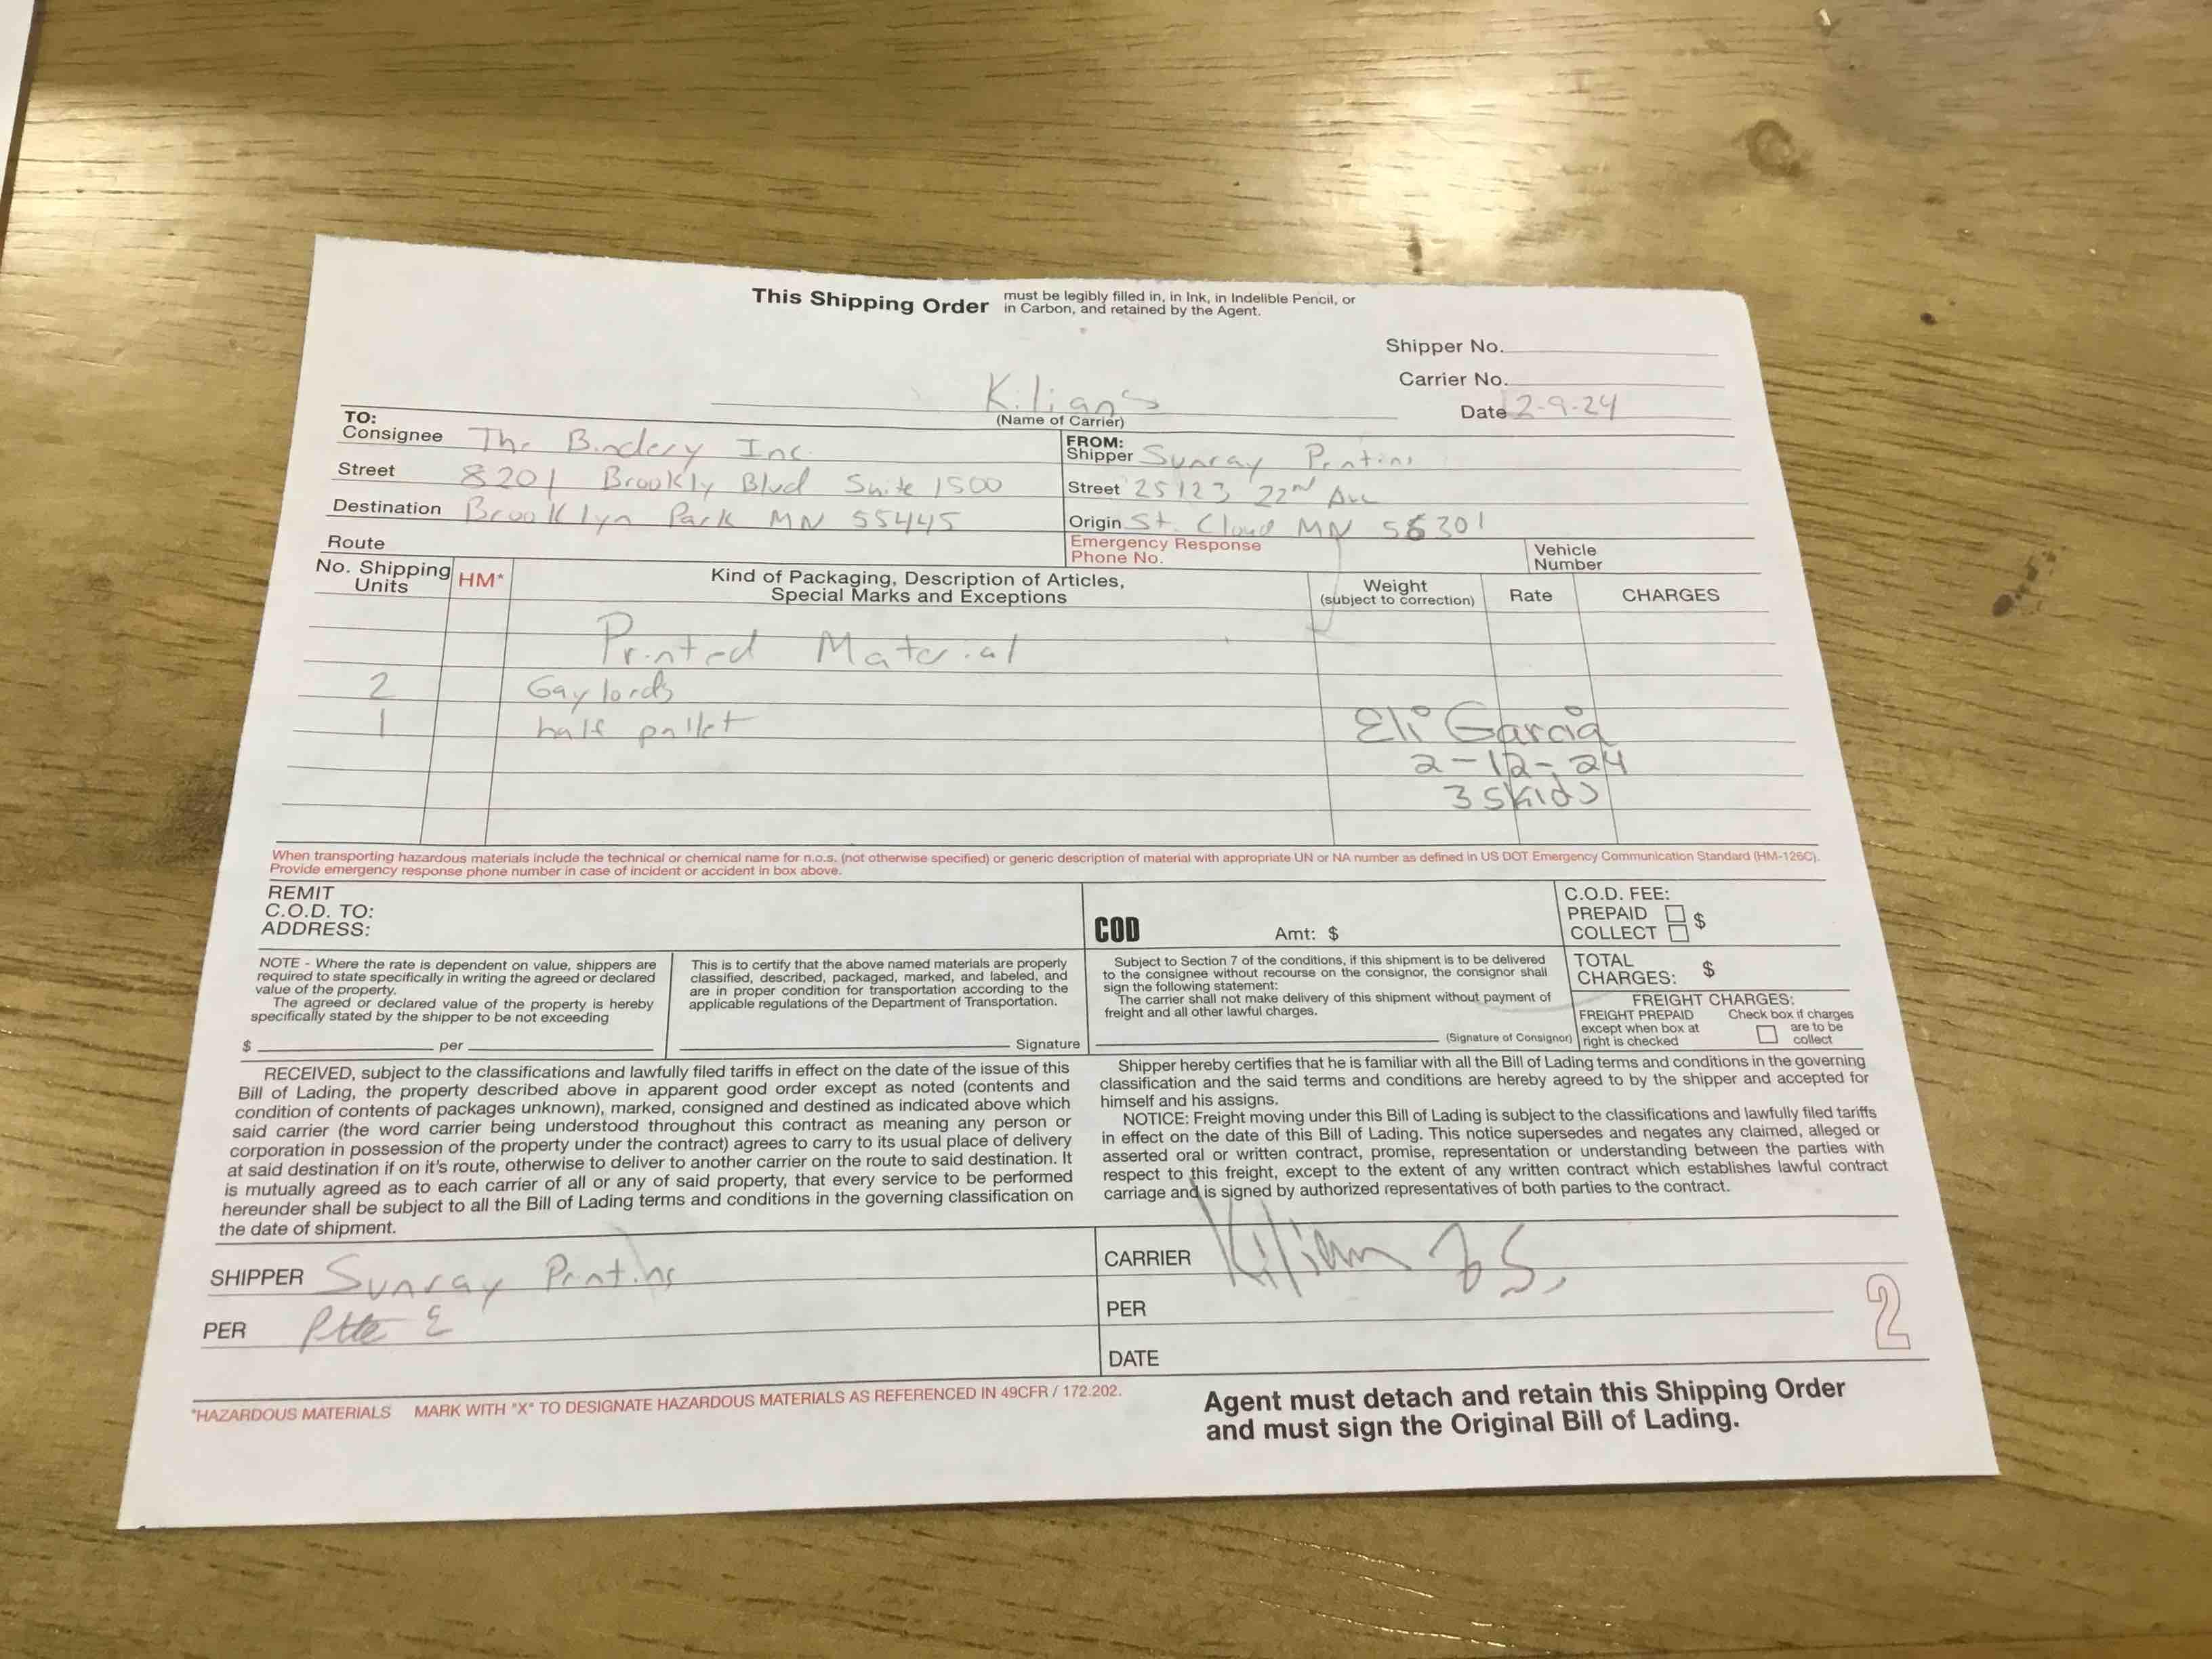 This Shipping Order must be legibly filled in, in Ink, in Indelible Pencil, or
in Carbon, and retained by the Agent.
Shipper No.
Carrier No.
Date 2-9-24
Kilians
(Name of Carrier)
TO:
Consignee The Bindery Inc.
Street 8201 Brookly Blvd Suite 1500
Destination Brooklyn Park MN 55445
Route
FROM:
Shipper Sunray Printing
Street 25123 22ND Ave
Origin St. Cloud MN 56301
Emergency Response
Phone No.
Vehicle
Number
No. Shipping
Units
HM*
Kind of Packaging, Description of Articles,
Special Marks and Exceptions
Weight
(subject to correction)
Rate
CHARGES
Printed Material
2 Gaylords
1 half pallet
Eli Garcia
2-12-24
3 skids
When transporting hazardous materials include the technical or chemical name for n.o.s. (not otherwise specified) or generic description of material with appropriate UN or NA number as defined in US DOT Emergency Communication Standard (HM-126C).
Provide emergency response phone number in case of incident or accident in box above.
REMIT
C.O.D. TO:
ADDRESS:
COD Amt: $
C.O.D. FEE:
PREPAID $
COLLECT
NOTE - Where the rate is dependent on value, shippers are
required to state specifically in writing the agreed or declared
value of the property.
The agreed or declared value of the property is hereby
specifically stated by the shipper to be not exceeding
$ per
This is to certify that the above named materials are properly
classified, described, packaged, marked, and labeled, and
are in proper condition for transportation according to the
applicable regulations of the Department of Transportation.
Signature
Subject to Section 7 of the conditions, if this shipment is to be delivered
to the consignee without recourse on the consignor, the consignor shall
sign the following statement:
The carrier shall not make delivery of this shipment without payment of
freight and all other lawful charges.
(Signature of Consignor)
TOTAL
CHARGES: $
FREIGHT CHARGES:
FREIGHT PREPAID
except when box at
right is checked
Check box if charges
are to be
collect
RECEIVED, subject to the classifications and lawfully filed tariffs in effect on the date of the issue of this
Bill of Lading, the property described above in apparent good order except as noted (contents and
condition of contents of packages unknown), marked, consigned and destined as indicated above which
said carrier (the word carrier being understood throughout this contract as meaning any person or
corporation in possession of the property under the contract) agrees to carry to its usual place of delivery
at said destination if on it's route, otherwise to deliver to another carrier on the route to said destination. It
is mutually agreed as to each carrier of all or any of said property, that every service to be performed
hereunder shall be subject to all the Bill of Lading terms and conditions in the governing classification on
the date of shipment.
Shipper hereby certifies that he is familiar with all the Bill of Lading terms and conditions in the governing
classification and the said terms and conditions are hereby agreed to by the shipper and accepted for
himself and his assigns.
NOTICE: Freight moving under this Bill of Lading is subject to the classifications and lawfully filed tariffs
in effect on the date of this Bill of Lading. This notice supersedes and negates any claimed, alleged or
asserted oral or written contract, promise, representation or understanding between the parties with
respect to this freight, except to the extent of any written contract which establishes lawful contract
carriage and is signed by authorized representatives of both parties to the contract.
SHIPPER Sunray Printing
PER
CARRIER Kilian
PER
DATE
2
*HAZARDOUS MATERIALS MARK WITH "X" TO DESIGNATE HAZARDOUS MATERIALS AS REFERENCED IN 49CFR / 172.202.
Agent must detach and retain this Shipping Order
and must sign the Original Bill of Lading.